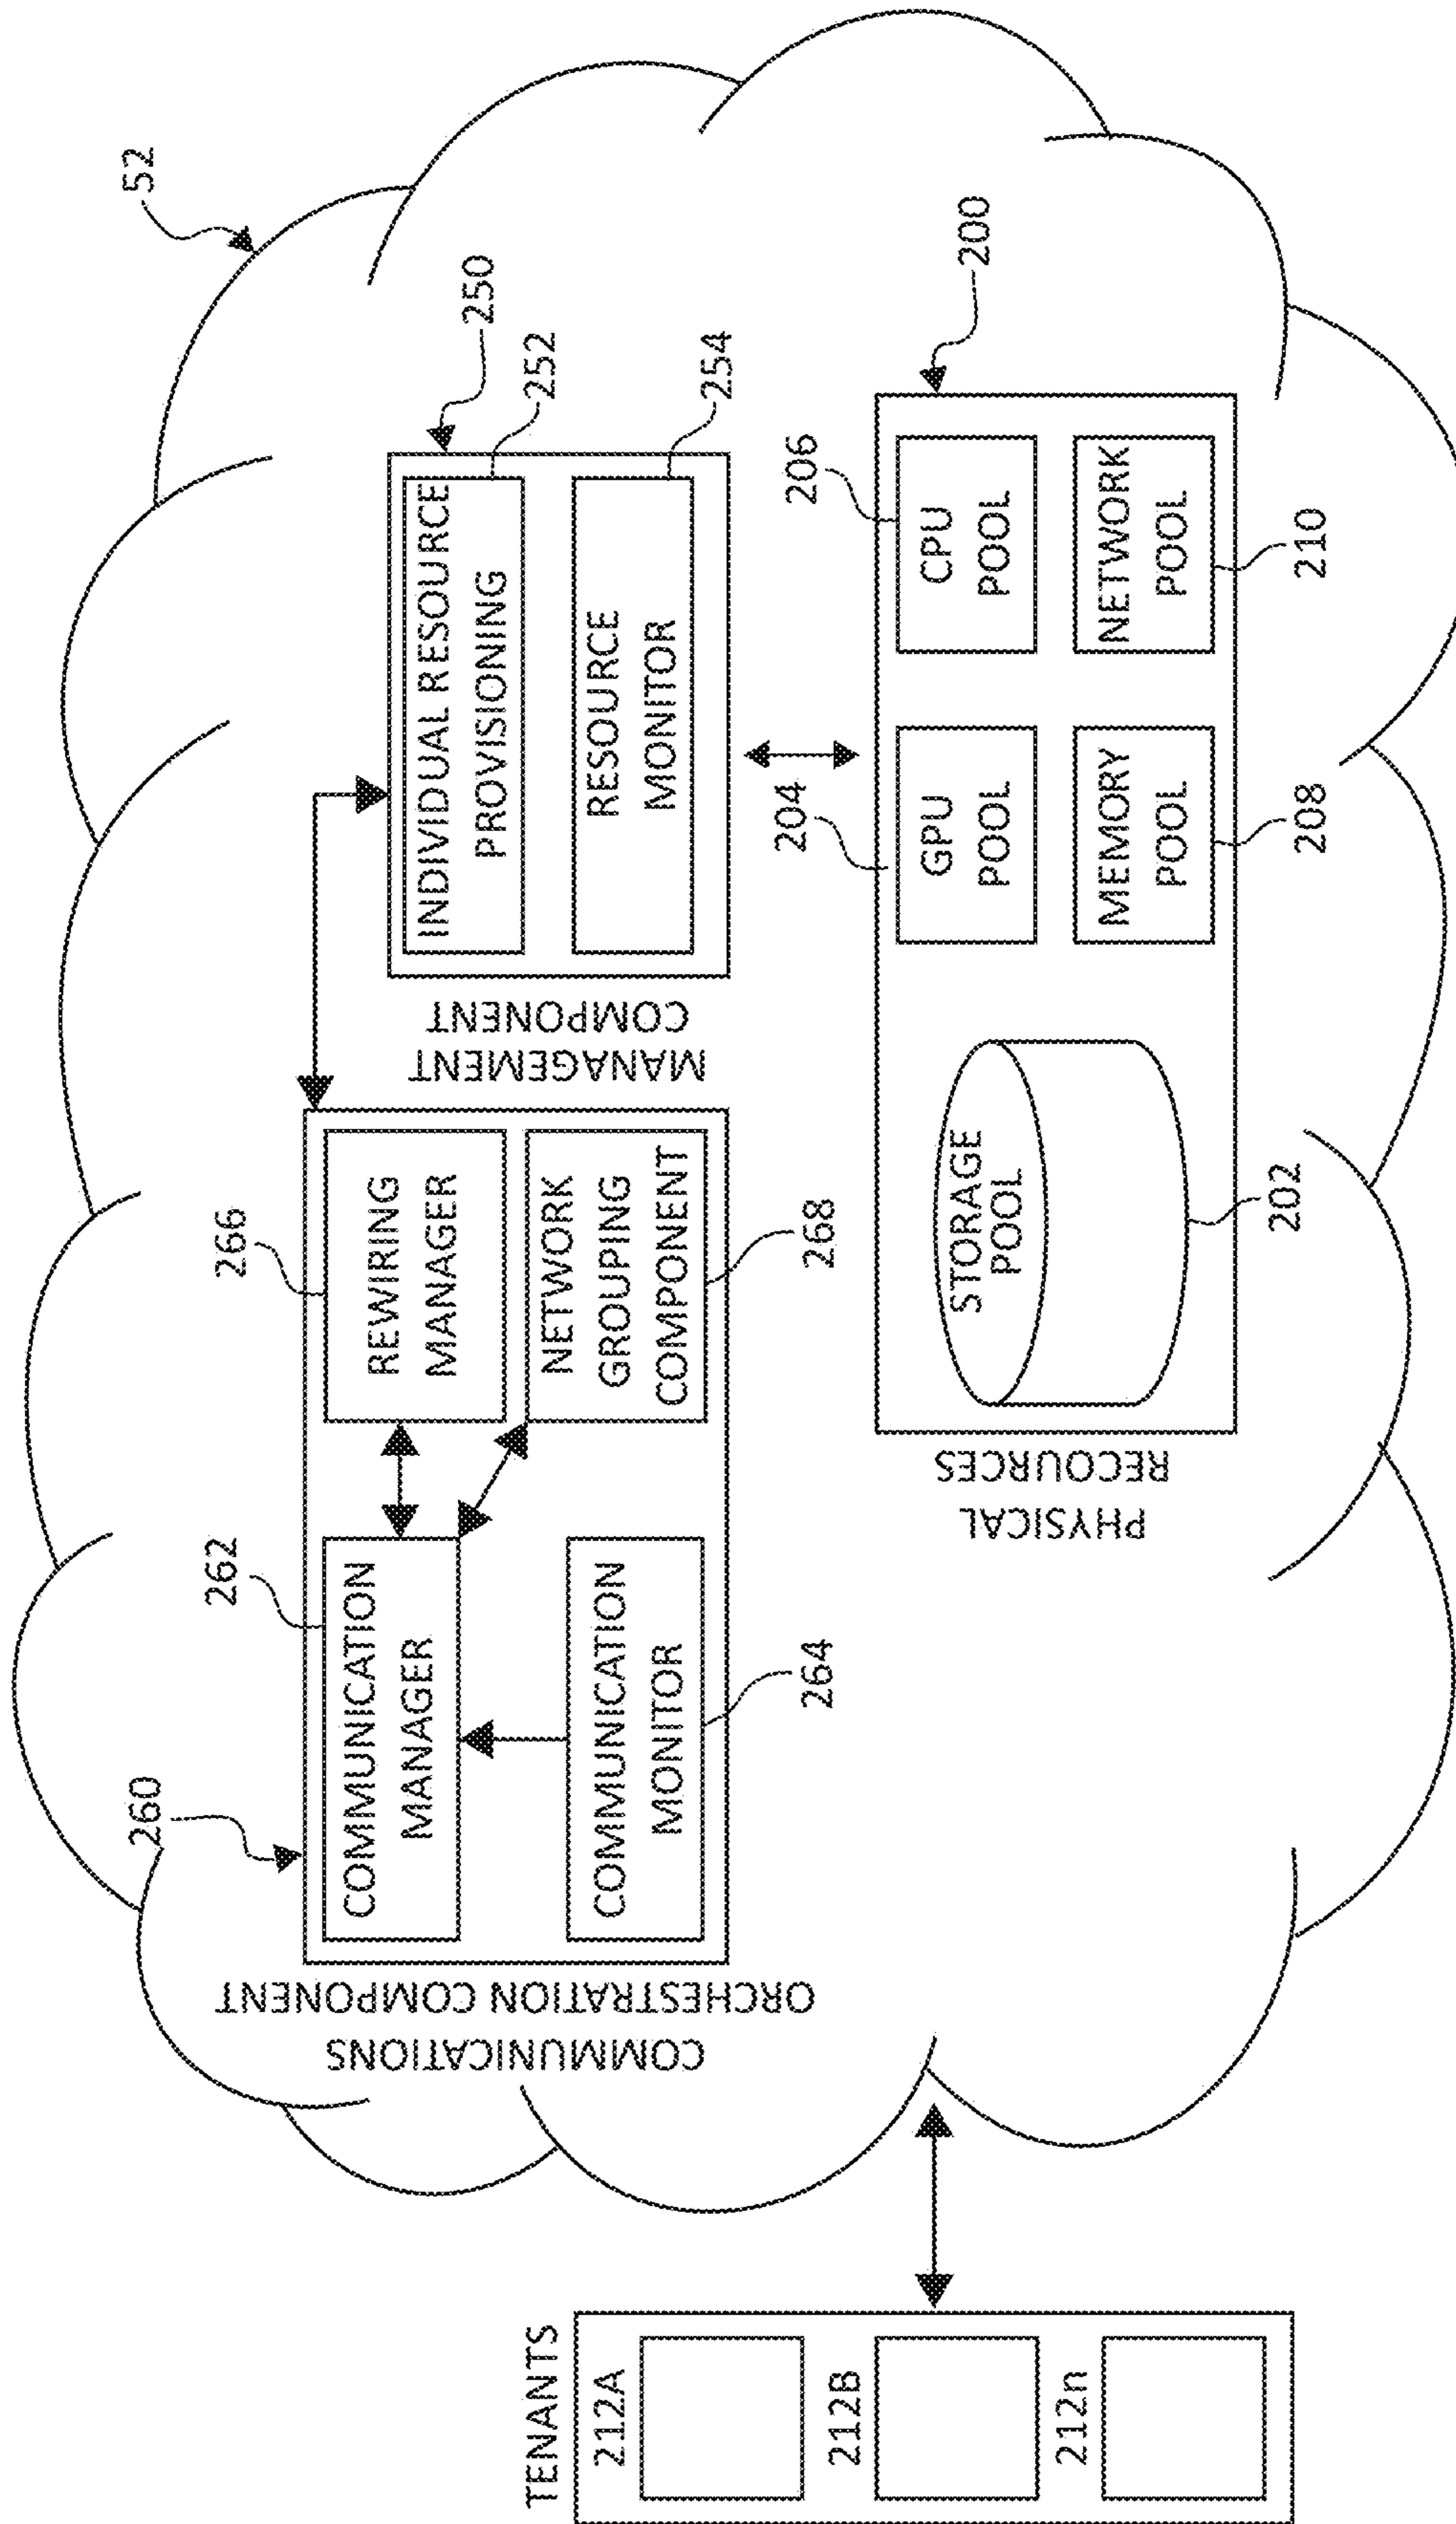 52
260
COMMUNICATIONS
ORCHESTRATION COMPONENT
262
COMMUNICATION
MANAGER
COMMUNICATION
MONITOR
264
266
REWIRING
MANAGER
NETWORK
GROUPING
COMPONENT
268
MANAGEMENT
COMPONENT
250
INDIVIDUAL RESOURCE
PROVISIONING
252
RESOURCE
MONITOR
254
TENANTS
212A
212B
212n
PHYSICAL
RECOURCES
200
STORAGE
POOL
202
204
GPU
POOL
206
CPU
POOL
MEMORY
POOL
208
NETWORK
POOL
210